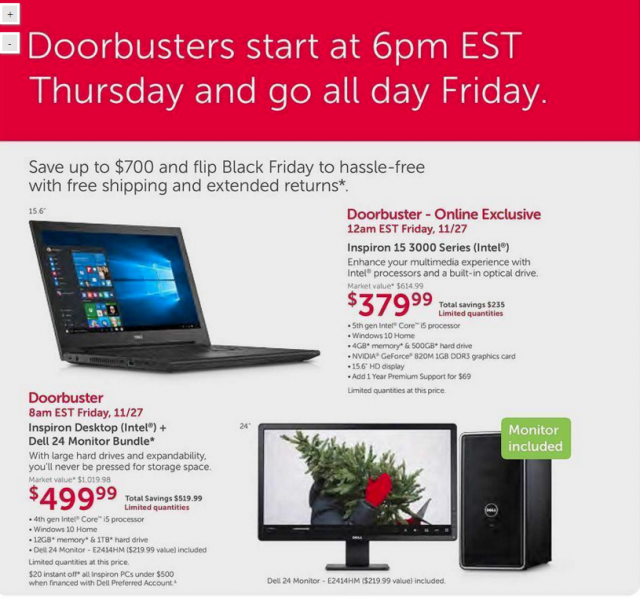 +
-
Doorbusters start at 6pm EST
Thursday and go all day Friday.
Save up to $700 and flip Black Friday to hassle-free
with free shipping and extended returns*.
15.6"
Doorbuster - Online Exclusive
12am EST Friday, 11/27
Inspiron 15 3000 Series (Intel®)
Enhance your multimedia experience with
Intel® processors and a built-in optical drive.
Market value* $614.99
$379.99 Total savings $235
Limited quantities
• 5th gen Intel® Core™ i5 processor
• Windows 10 Home
• 4GB* memory* & 500GB* hard drive
• NVIDIA® GeForce® 820M 1GB DDR3 graphics card
• 15.6" HD display
• Add 1 Year Premium Support for $69
Limited quantities at this price.
Doorbuster
8am EST Friday, 11/27
Inspiron Desktop (Intel®) +
Dell 24 Monitor Bundle*
With large hard drives and expandability,
you'll never be pressed for storage space.
Market value* $1,019.98
$499.99 Total Savings $519.99
Limited quantities
• 4th gen Intel® Core™ i5 processor
• Windows 10 Home
• 12GB* memory* & 1TB* hard drive
• Dell 24 Monitor - E2414HM ($219.99 value) included
Limited quantities at this price.
$20 instant off* all Inspiron PCs under $500
when financed with Dell Preferred Account.^
24"
Monitor
included
DELL
DELL
Dell 24 Monitor - E2414HM ($219.99 value) included.